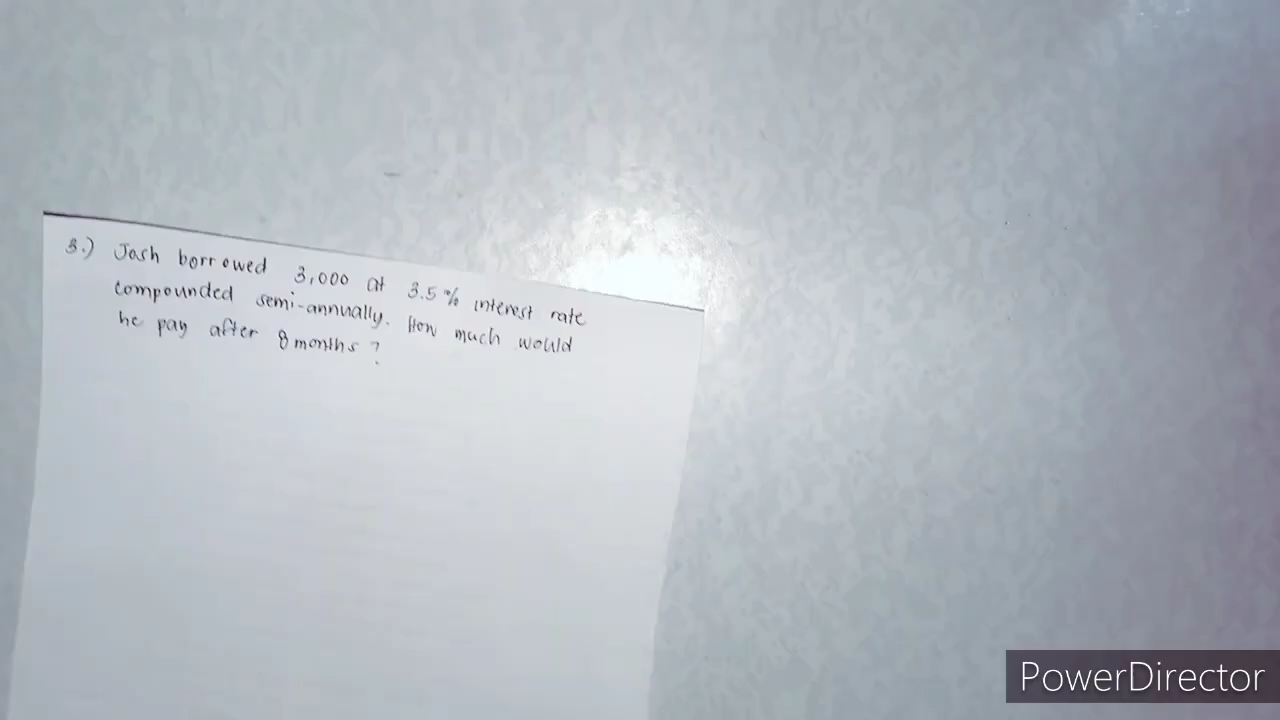 3.) Josh borrowed 3,000 at 3.5% interest rate
compounded semi-annually. How much would
he pay after 8 months?
PowerDirector